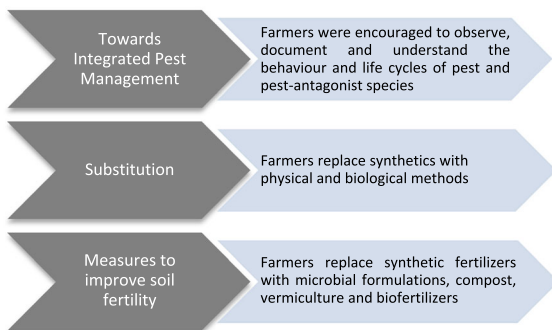 Towards
Integrated Pest
Management
Farmers were encouraged to observe,
document and understand the
behaviour and life cycles of pest and
pest-antagonist species
Substitution
Farmers replace synthetics with
physical and biological methods
Measures to
improve soil
fertility
Farmers replace synthetic fertilizers
with microbial formulations, compost,
vermiculture and biofertilizers